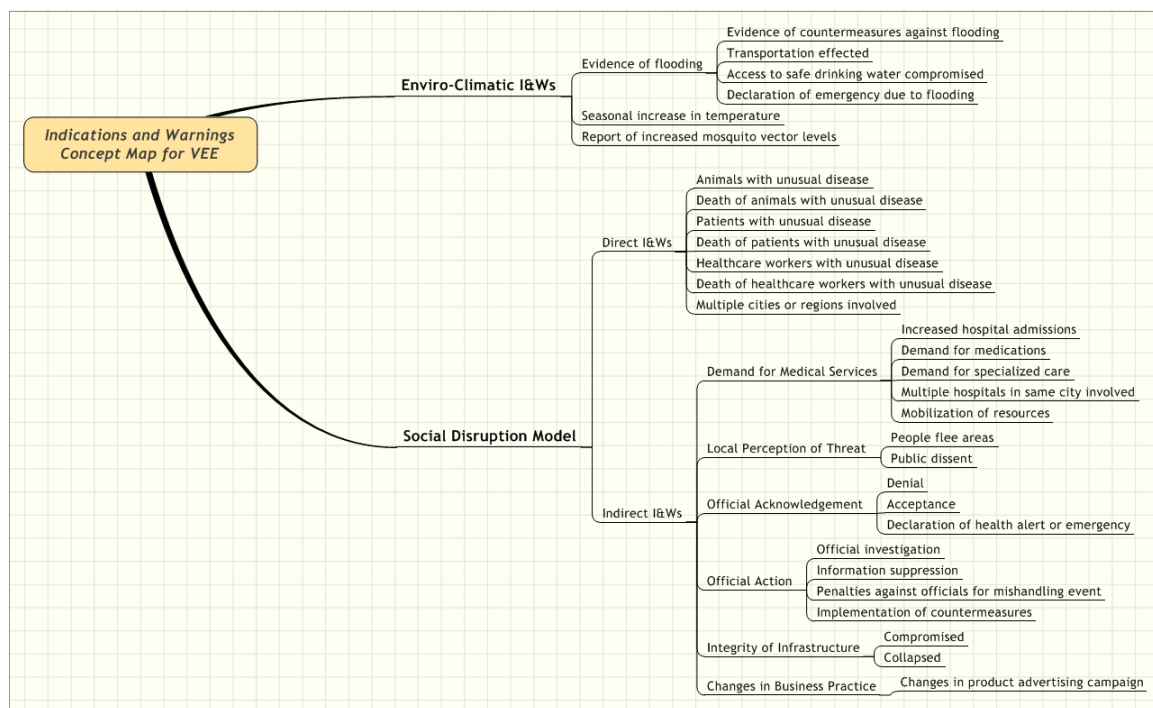 Indications and Warnings
Concept Map for VEE
Enviro-Climatic I&Ws
Evidence of flooding
Evidence of countermeasures against flooding
Transportation effected
Access to safe drinking water compromised
Declaration of emergency due to flooding
Seasonal increase in temperature
Report of increased mosquito vector levels
Social Disruption Model
Direct I&Ws
Animals with unusual disease
Death of animals with unusual disease
Patients with unusual disease
Death of patients with unusual disease
Healthcare workers with unusual disease
Death of healthcare workers with unusual disease
Multiple cities or regions involved
Indirect I&Ws
Demand for Medical Services
Increased hospital admissions
Demand for medications
Demand for specialized care
Multiple hospitals in same city involved
Mobilization of resources
Local Perception of Threat
People flee areas
Public dissent
Official Acknowledgement
Denial
Acceptance
Declaration of health alert or emergency
Official Action
Official investigation
Information suppression
Penalties against officials for mishandling event
Implementation of countermeasures
Integrity of Infrastructure
Compromised
Collapsed
Changes in Business Practice
Changes in product advertising campaign